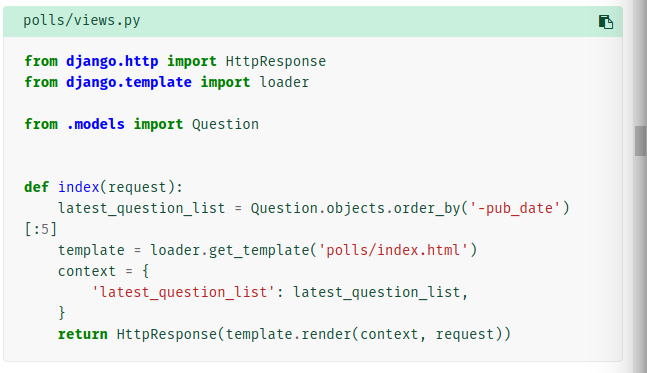 polls/views.py
from django.http import HttpResponse
from django.template import loader
from .models import Question
def index(request):
    latest_question_list = Question.objects.order_by('-pub_date')
[:5]
    template = loader.get_template('polls/index.html')
    context = {
        'latest_question_list': latest_question_list,
    }
    return HttpResponse(template.render(context, request))